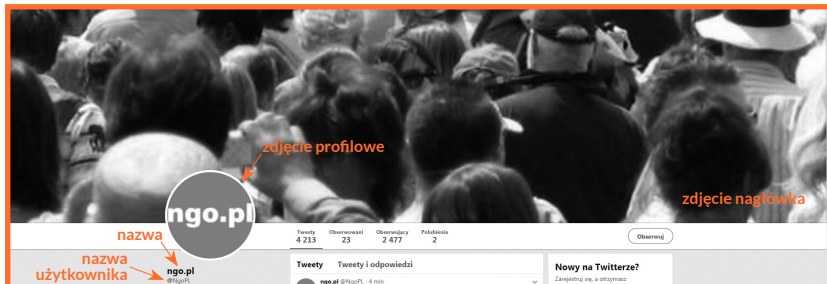 zdjęcie profilowe
zdjęcie nagłówka
ngo.pl
Tweety Obserwowani Obserwujący Polubienia
4 213 23 2 477 2
Obserwuj
nazwa
nazwa
użytkownika
ngo.pl
@NgoPL
Tweety Tweety i odpowiedzi
ngo.pl @NgoPL · 4 min
Nowy na Twitterze?
Zarejestruj się, a otrzymasz